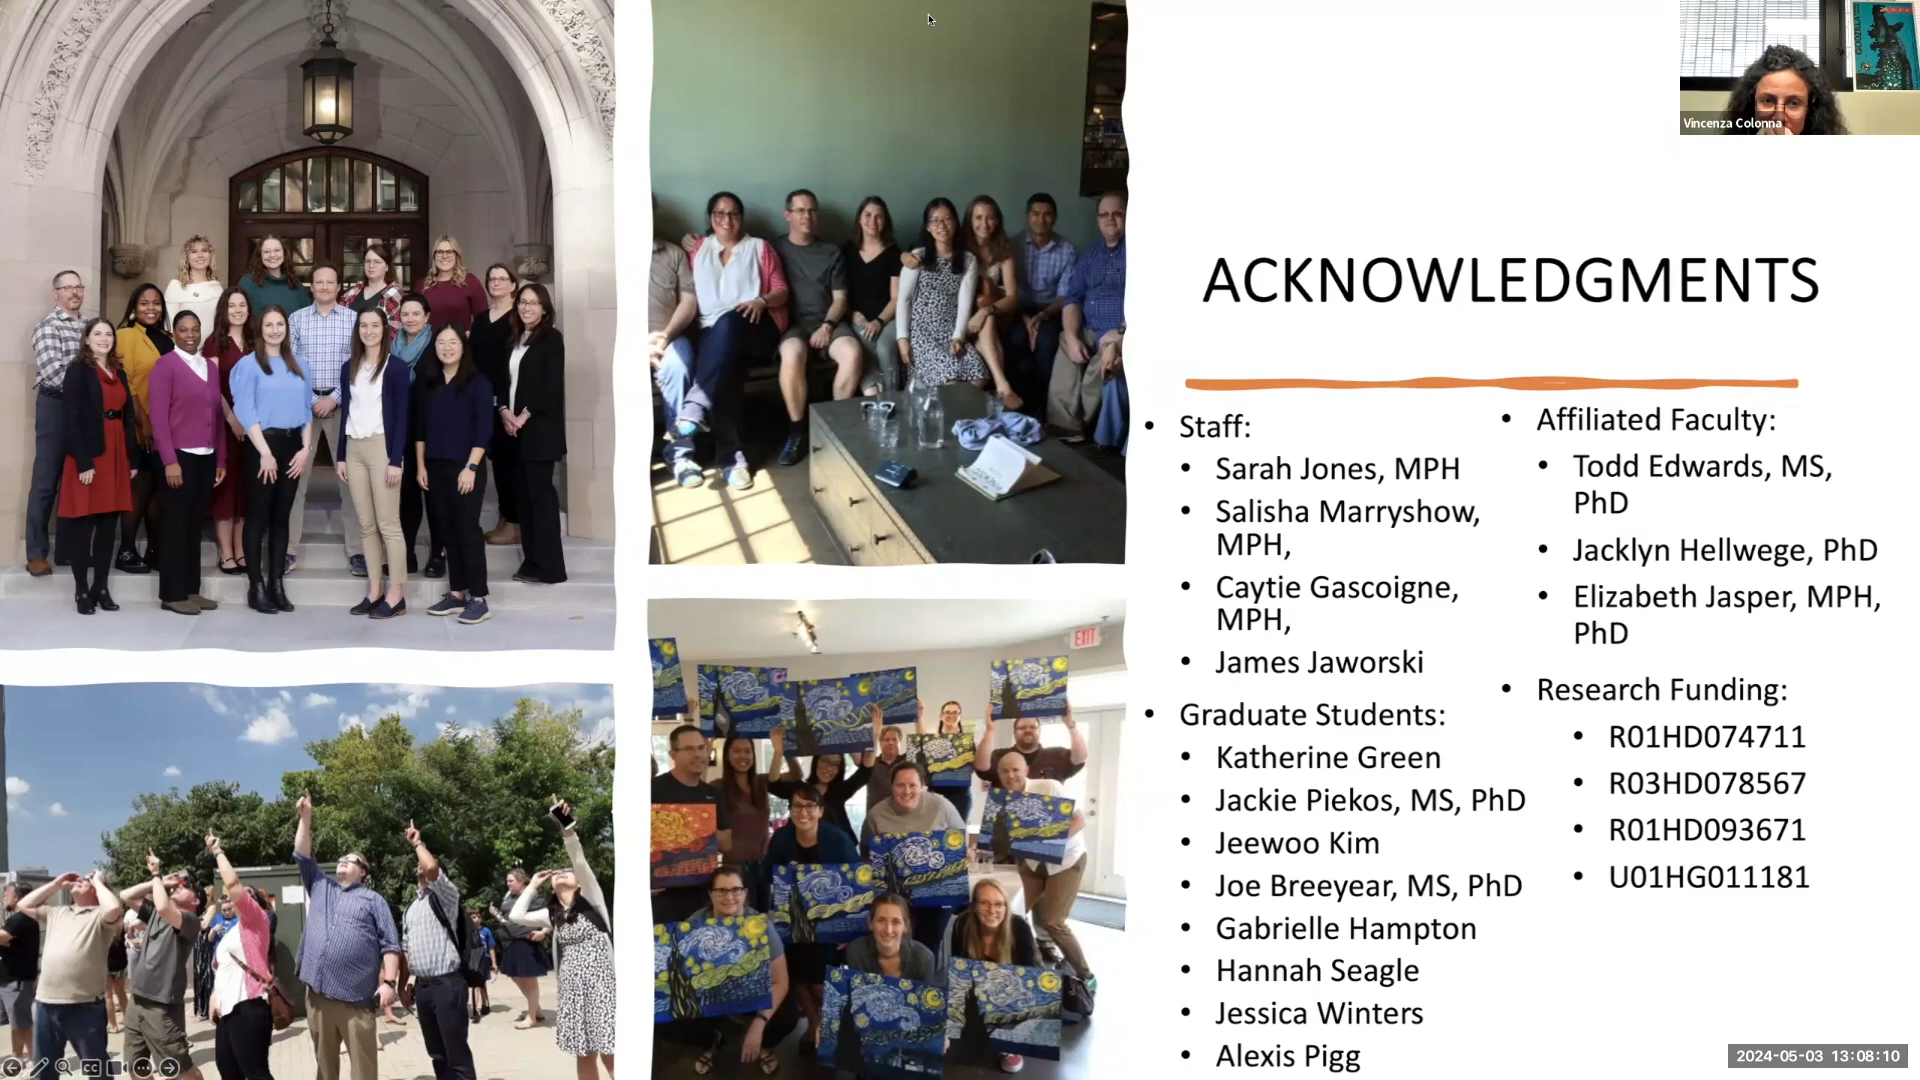 Vincenza Colonna
ACKNOWLEDGMENTS
• Staff:
• Sarah Jones, MPH
• Salisha Marryshow,
MPH,
• Caytie Gascoigne,
MPH,
• James Jaworski
• Graduate Students:
• Katherine Green
• Jackie Piekos, MS, PhD
• Jeewoo Kim
• Joe Breeyear, MS, PhD
• Gabrielle Hampton
• Hannah Seagle
• Jessica Winters
• Alexis Pigg
• Affiliated Faculty:
• Todd Edwards, MS,
PhD
• Jacklyn Hellwege, PhD
• Elizabeth Jasper, MPH,
PhD
• Research Funding:
• R01HD074711
• R03HD078567
• R01HD093671
• U01HG011181
EXIT
CC
2024-05-03 13:08:10